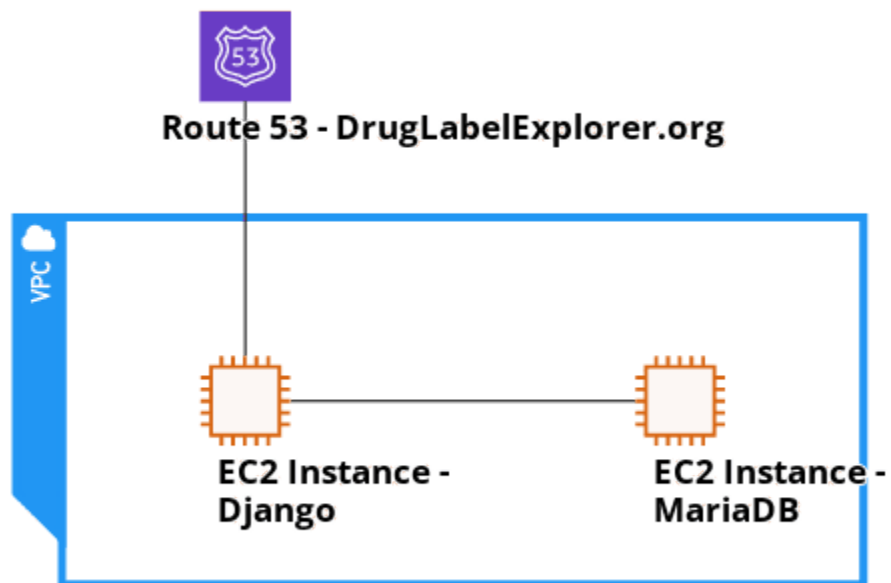 53
Route 53 - DrugLabelExplorer.org
VPC
EC2 Instance -
Django
EC2 Instance -
MariaDB